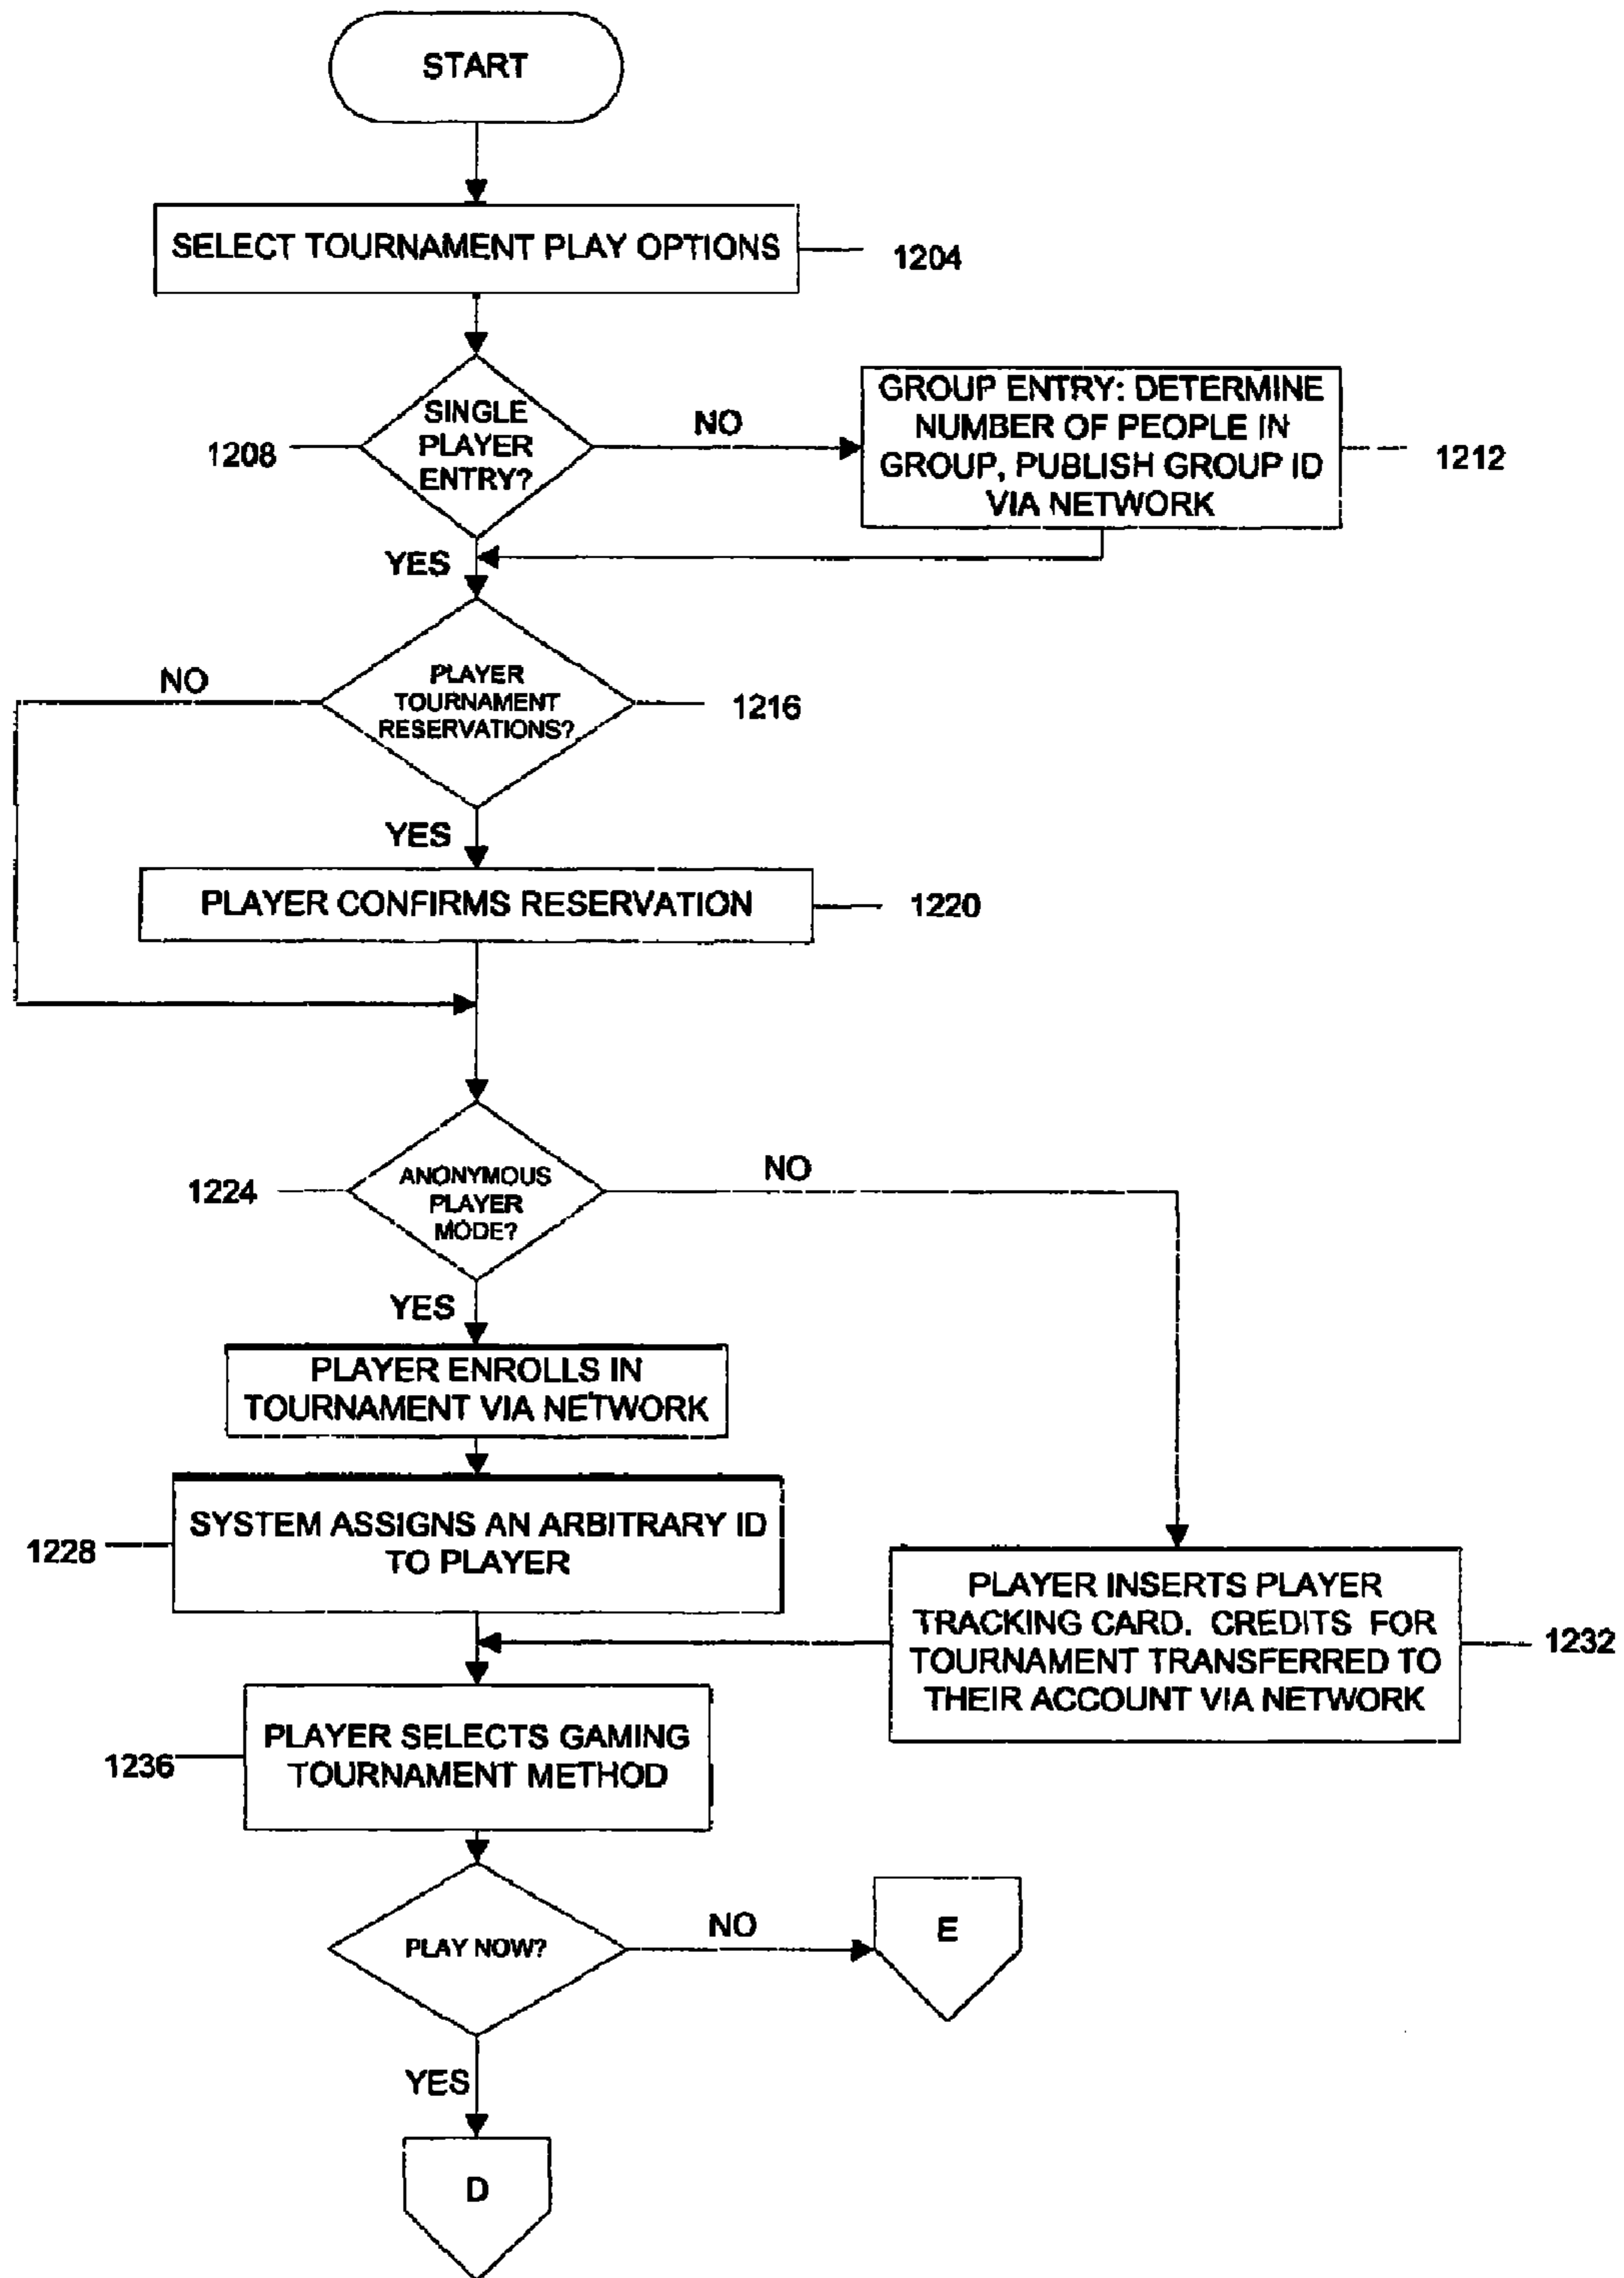 START
SELECT TOURNAMENT PLAY OPTIONS
1204
SINGLE
PLAYER
ENTRY?
1208
NO
GROUP ENTRY: DETERMINE
NUMBER OF PEOPLE IN
GROUP, PUBLISH GROUP ID
VIA NETWORK
1212
YES
PLAYER
TOURNAMENT
RESERVATIONS?
NO
1216
YES
PLAYER CONFIRMS RESERVATION
1220
ANONYMOUS
PLAYER
MODE?
1224
NO
YES
PLAYER ENROLLS IN
TOURNAMENT VIA NETWORK
SYSTEM ASSIGNS AN ARBITRARY ID
TO PLAYER
1228
PLAYER INSERTS PLAYER
TRACKING CARD. CREDITS FOR
TOURNAMENT TRANSFERRED TO
THEIR ACCOUNT VIA NETWORK
1232
PLAYER SELECTS GAMING
TOURNAMENT METHOD
1236
PLAY NOW?
NO
E
YES
D